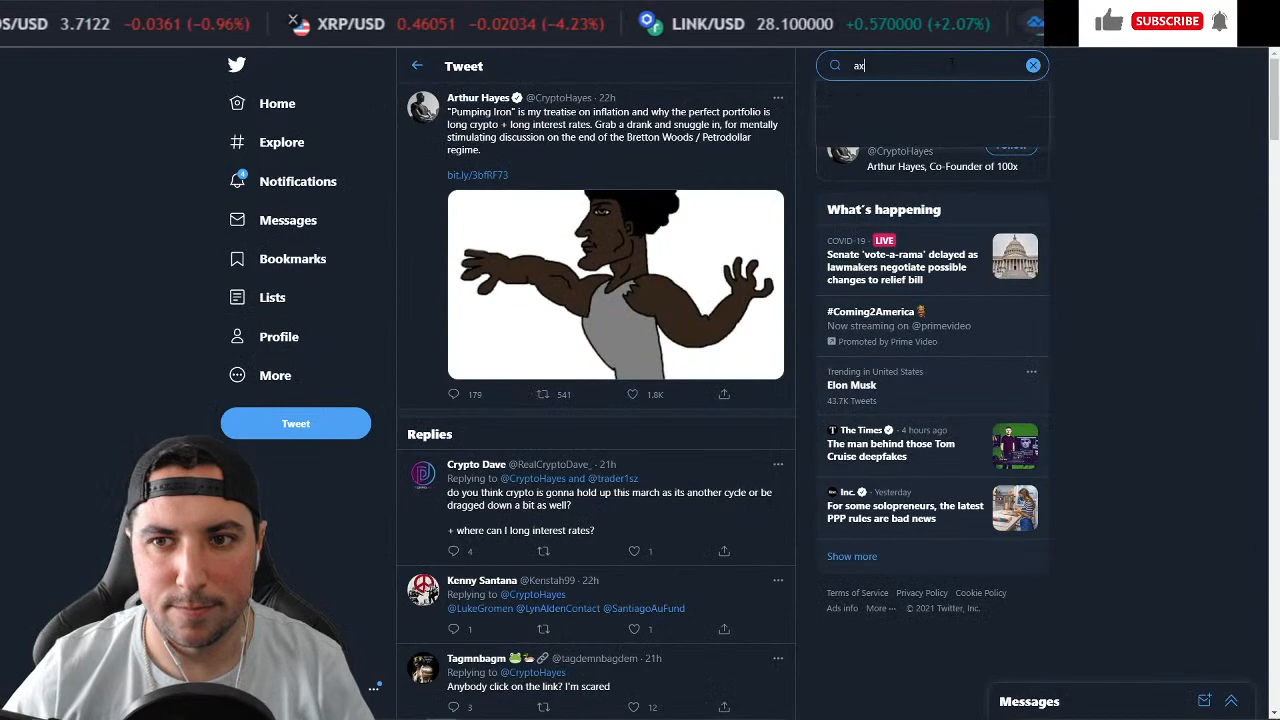 OS/USD 3.7122 -0.0361 (-0.96%) XRP/USD 0.46051 -0.02034 (-4.23%) LINK/USD 28.100000 +0.570000 (+2.07%)
SUBSCRIBE
Home
Explore
4
Notifications
Messages
Bookmarks
Lists
Profile
More
Tweet
Tweet
Arthur Hayes @CryptoHayes · 22h
"Pumping Iron" is my treatise on inflation and why the perfect portfolio is
long crypto + long interest rates. Grab a drank and snuggle in, for mentally
stimulating discussion on the end of the Bretton Woods / Petrodollar
regime.
bit.ly/3bfRF73
179 541 1.8K
Replies
Crypto Dave @RealCryptoDave_ · 21h
Replying to @CryptoHayes and @trader1sz
do you think crypto is gonna hold up this march as its another cycle or be
dragged down a bit as well?
+ where can I long interest rates?
4 1
Kenny Santana @Kenstah99 · 22h
Replying to @CryptoHayes
@LukeGromen @LynAldenContact @SantiagoAuFund
1 1
Tagmnbagm @tagdemnbagdem · 21h
Replying to @CryptoHayes
Anybody click on the link? I'm scared
3 12
ax
@CryptoHayes
Follow
Arthur Hayes, Co-Founder of 100x
What's happening
COVID-19 · LIVE
Senate 'vote-a-rama' delayed as
lawmakers negotiate possible
changes to relief bill
#Coming2America
Now streaming on @primevideo
Promoted by Prime Video
Trending in United States
Elon Musk
43.7K Tweets
The Times · 4 hours ago
The man behind those Tom
Cruise deepfakes
Inc. · Yesterday
For some solopreneurs, the latest
PPP rules are bad news
Show more
Terms of Service Privacy Policy Cookie Policy
Ads info More ··· © 2021 Twitter, Inc.
Messages